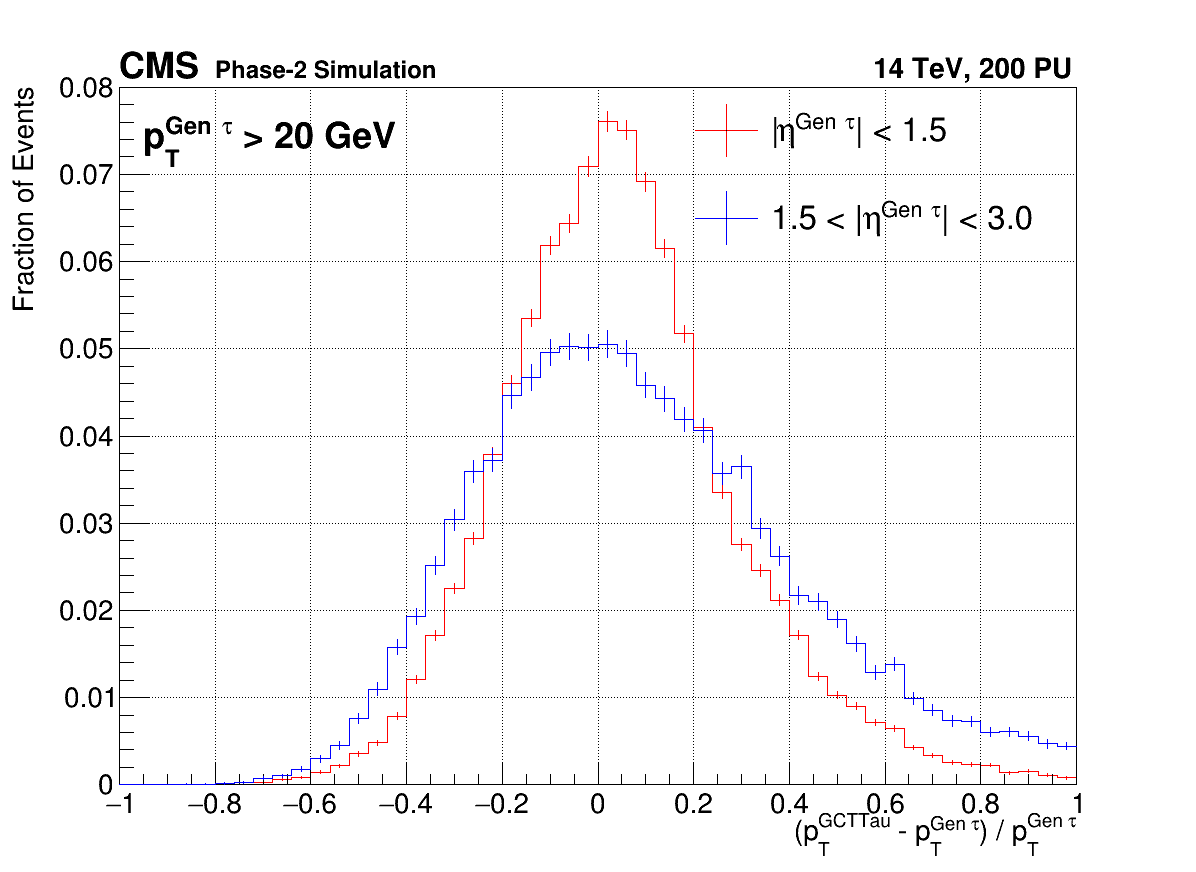 CMS Phase-2 Simulation 14 TeV, 200 PU
Fraction of Events
p_T^{Gen τ} > 20 GeV
|η^{Gen τ}| < 1.5
1.5 < |η^{Gen τ}| < 3.0
0.08
0.07
0.06
0.05
0.04
0.03
0.02
0.01
0
−1 −0.8 −0.6 −0.4 −0.2 0 0.2 0.4 0.6 0.8 1
(p_T^{GCTTau} - p_T^{Gen τ}) / p_T^{Gen τ}